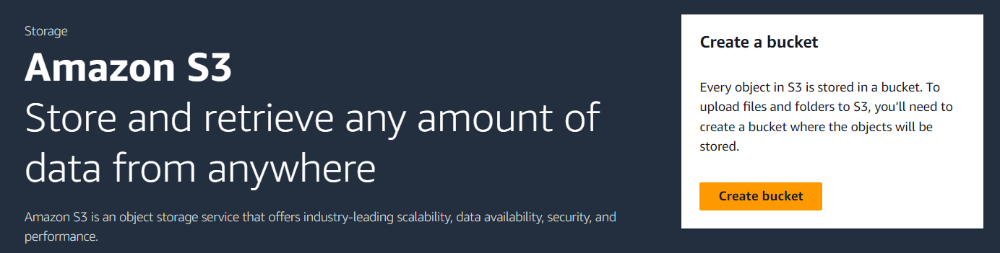 Storage
Amazon S3
Store and retrieve any amount of
data from anywhere
Amazon S3 is an object storage service that offers industry-leading scalability, data availability, security, and
performance.
Create a bucket
Every object in S3 is stored in a bucket. To
upload files and folders to S3, you’ll need to
create a bucket where the objects will be
stored.
Create bucket